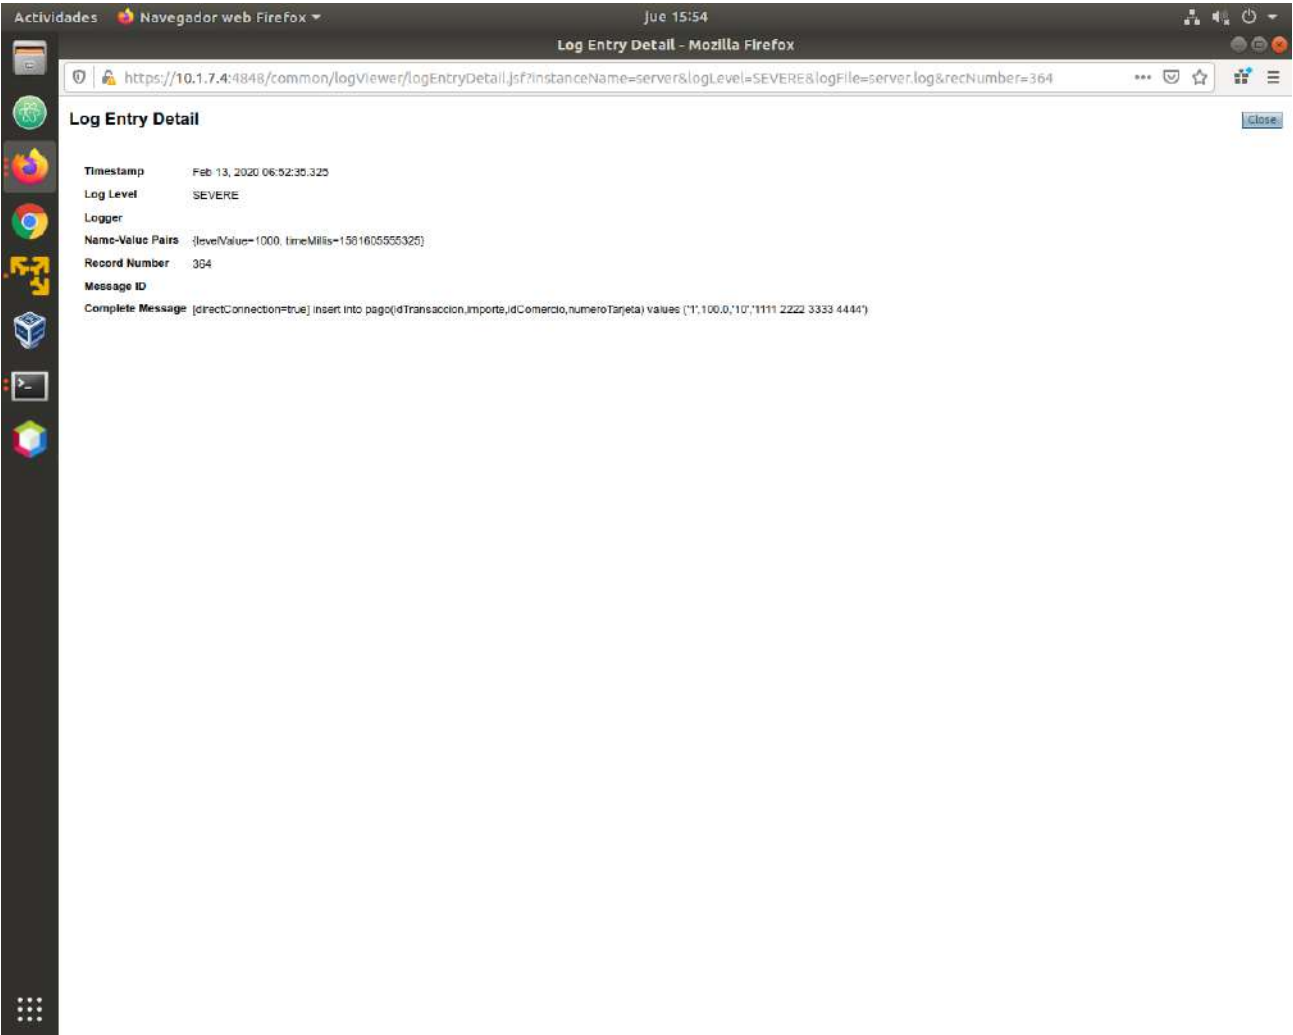 Actividades Navegador web Firefox jue 15:54
Log Entry Detail - Mozilla Firefox
https://10.1.7.4:4848/common/logViewer/logEntryDetail.jsf?instanceName=server&logLevel=SEVERE&logFile=server.log&recNumber=364
Log Entry Detail Close
Timestamp Feb 13, 2020 06:52:35.325
Log Level SEVERE
Logger
Name-Value Pairs {levelValue=1000, timeMillis=1581605555325}
Record Number 364
Message ID
Complete Message [directConnection=true] insert into pago(idTransaccion,importe,idComercio,numeroTarjeta) values ('1',100.0,'10','1111 2222 3333 4444')